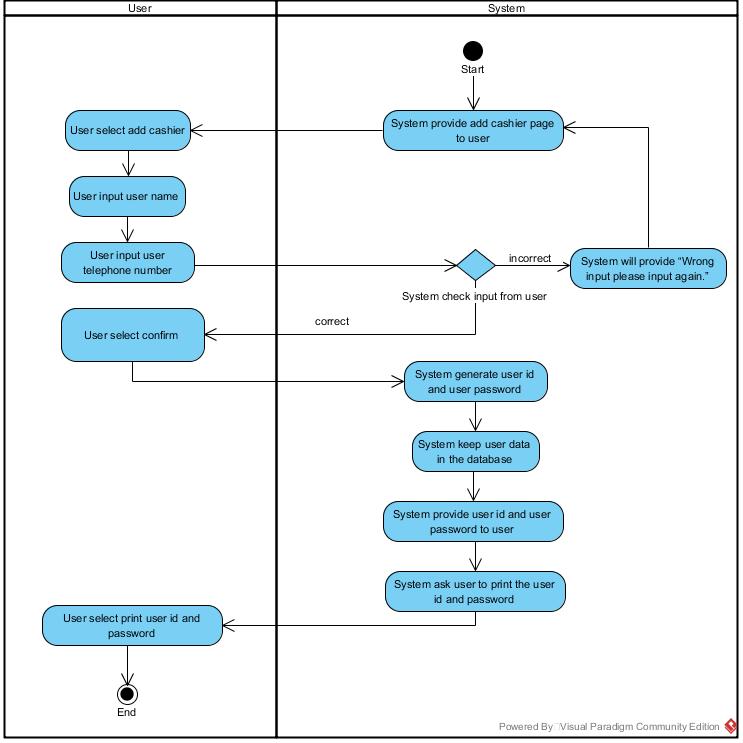 User
System
Start
System provide add cashier page
to user
User select add cashier
User input user name
User input user
telephone number
incorrect
System will provide “Wrong
input please input again.”
System check input from user
correct
User select confirm
System generate user id
and user password
System keep user data
in the database
System provide user id and user
password to user
System ask user to print the user
id and password
User select print user id and
password
End
Powered By Visual Paradigm Community Edition